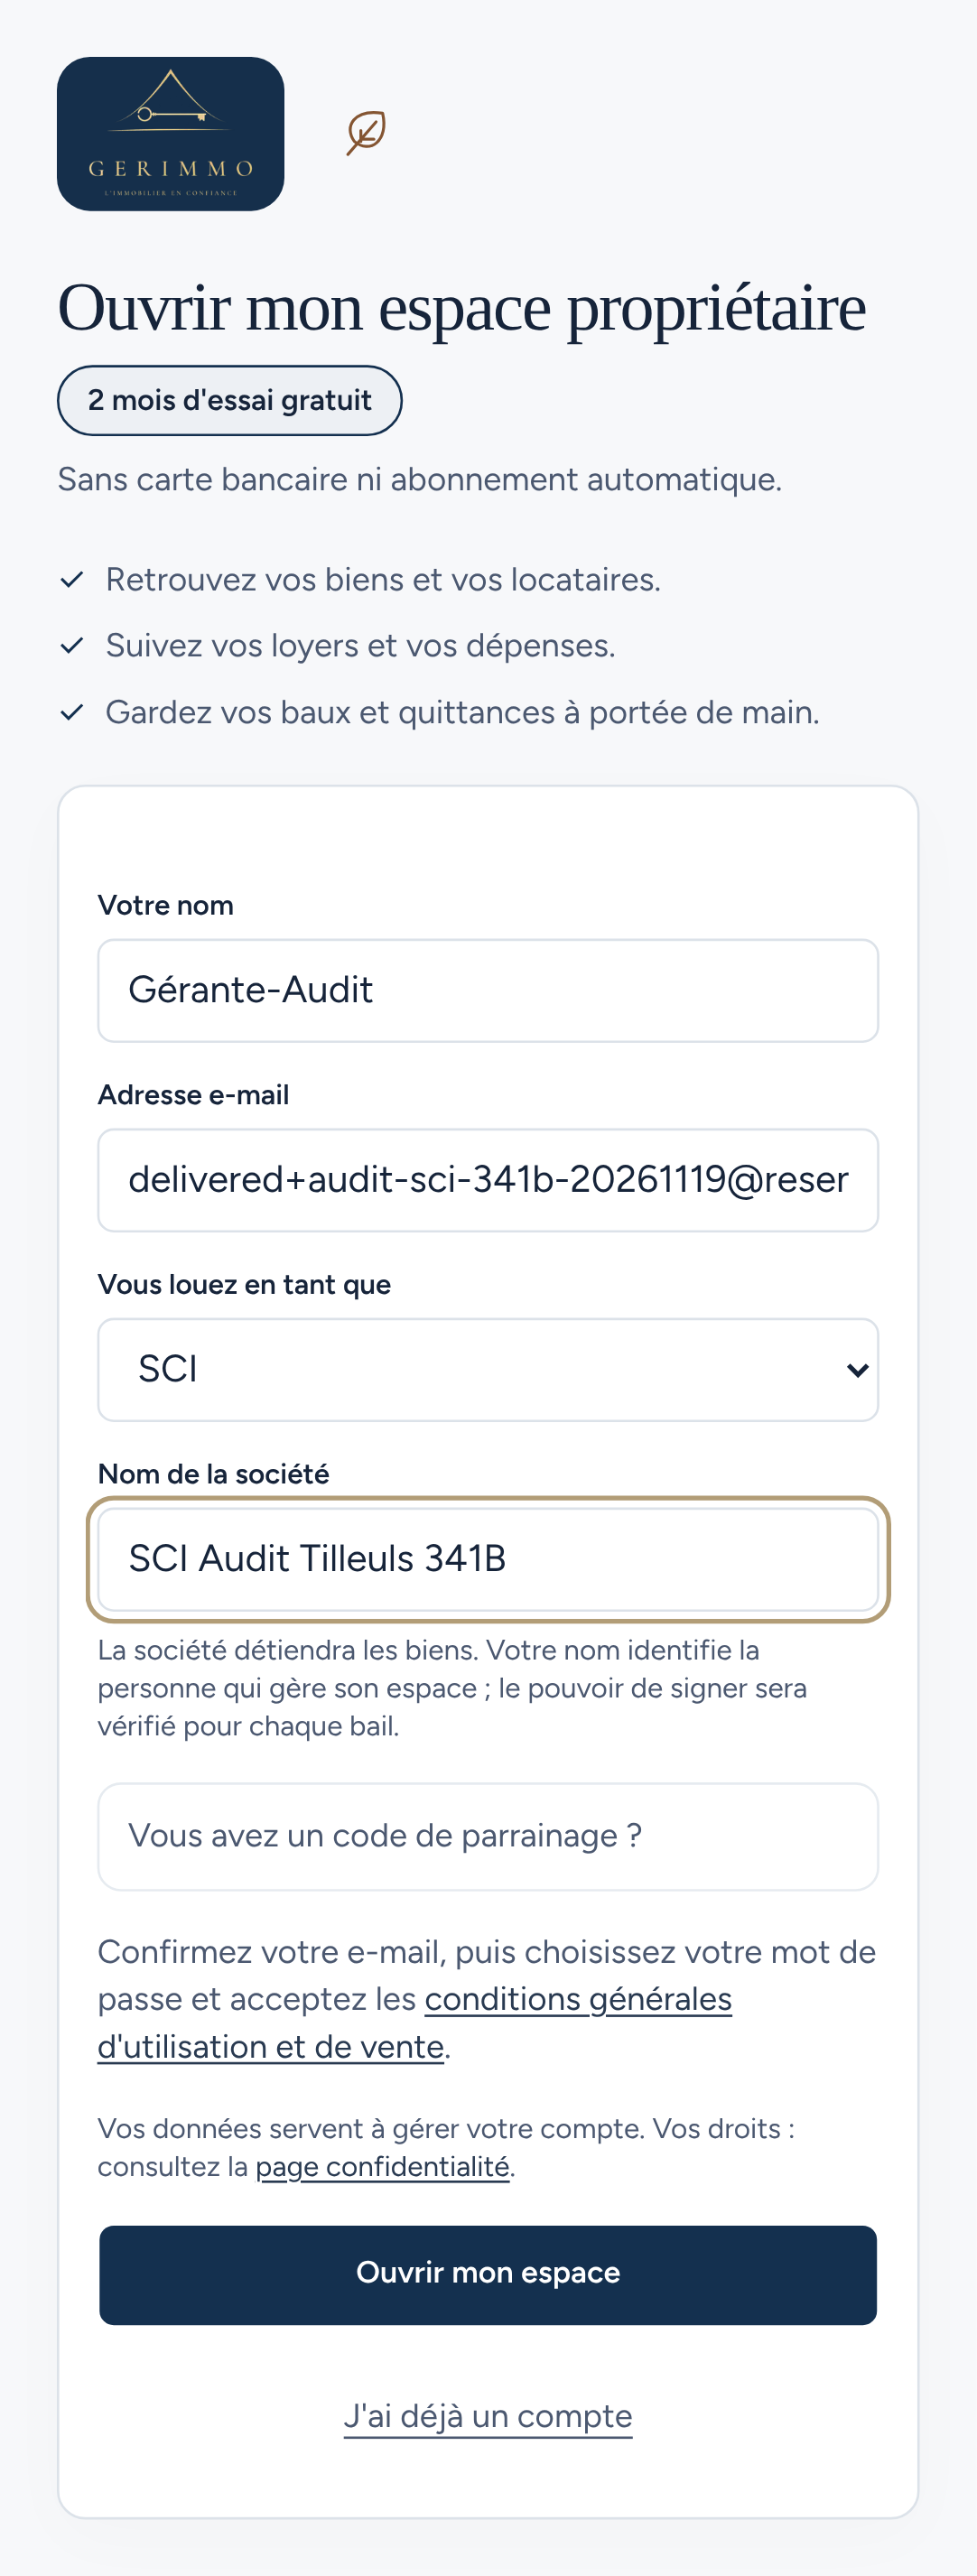 GERIMMO
L'IMMOBILIER EN CONFIANCE
Ouvrir mon espace propriétaire
2 mois d'essai gratuit
Sans carte bancaire ni abonnement automatique.
Retrouvez vos biens et vos locataires.
Suivez vos loyers et vos dépenses.
Gardez vos baux et quittances à portée de main.
Votre nom
Gérante-Audit
Adresse e-mail
delivered+audit-sci-341b-20261119@reser
Vous louez en tant que
SCI
Nom de la société
SCI Audit Tilleuls 341B
La société détiendra les biens. Votre nom identifie la
personne qui gère son espace ; le pouvoir de signer sera
vérifié pour chaque bail.
Vous avez un code de parrainage ?
Confirmez votre e-mail, puis choisissez votre mot de
passe et acceptez les conditions générales
d'utilisation et de vente.
Vos données servent à gérer votre compte. Vos droits :
consultez la page confidentialité.
Ouvrir mon espace
J'ai déjà un compte